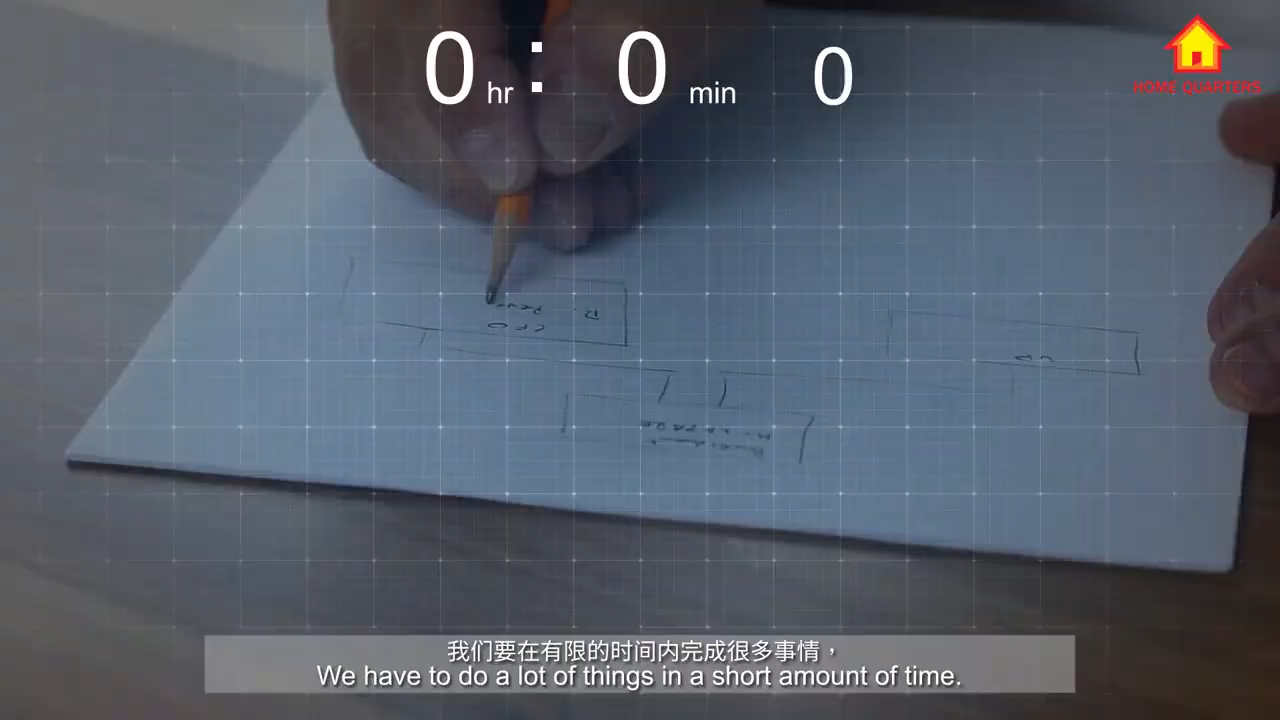 0 hr : 0 min 0
HOME QUARTERS
CEO
我们要在有限的时间内完成很多事情，
We have to do a lot of things in a short amount of time.